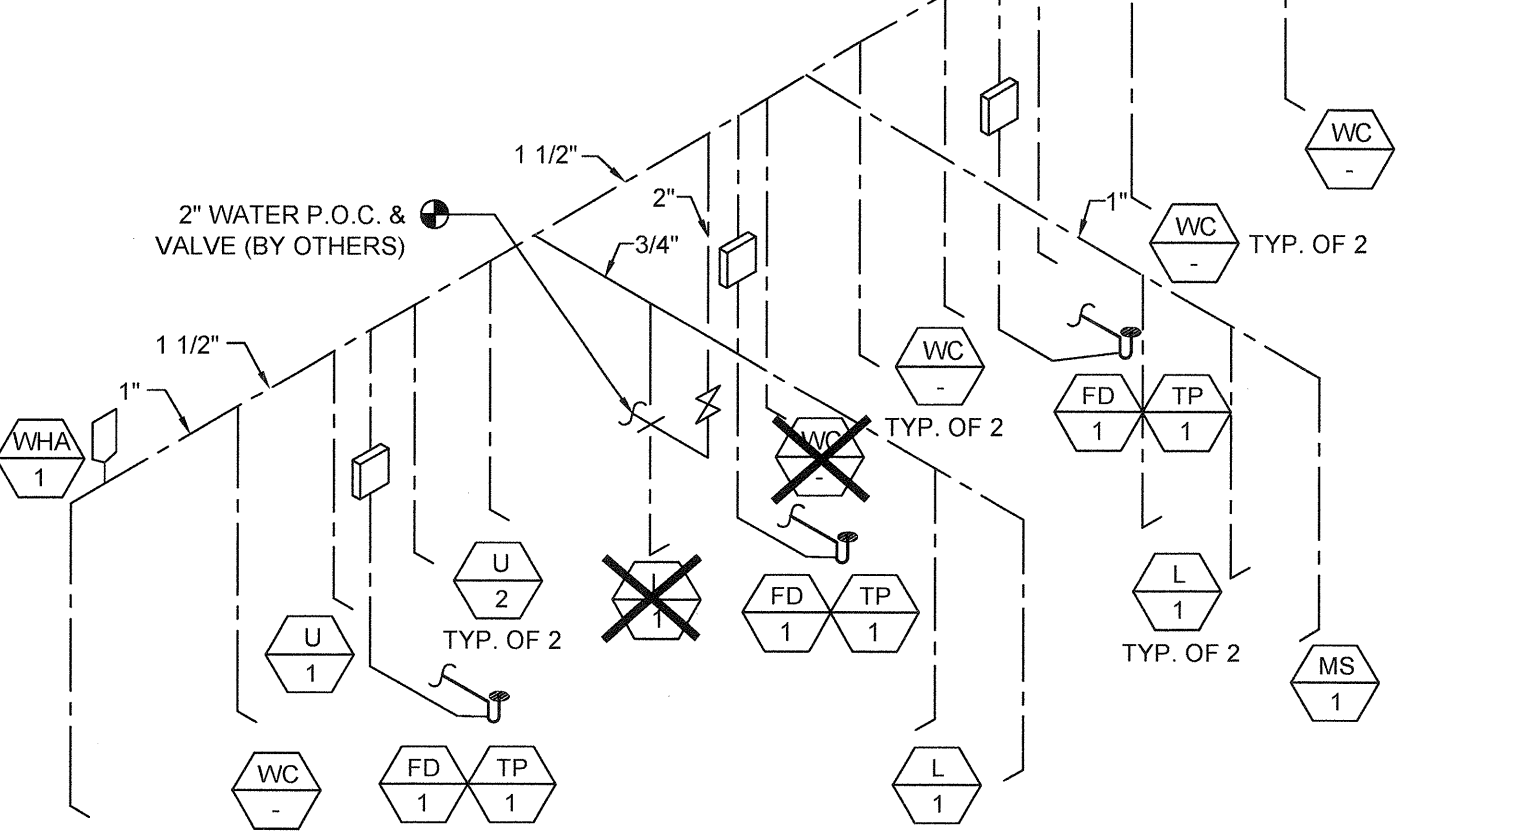 1 1/2"
2" WATER P.O.C. &
VALVE (BY OTHERS)
2"
3/4"
1"
WC
-
WC
-
TYP. OF 2
1 1/2"
1"
WHA
1
WC
-
TYP. OF 2
WC
-
FD
1
TP
1
U
2
TYP. OF 2
U
1
1
FD
1
TP
1
L
1
TYP. OF 2
MS
1
WC
-
FD
1
TP
1
L
1